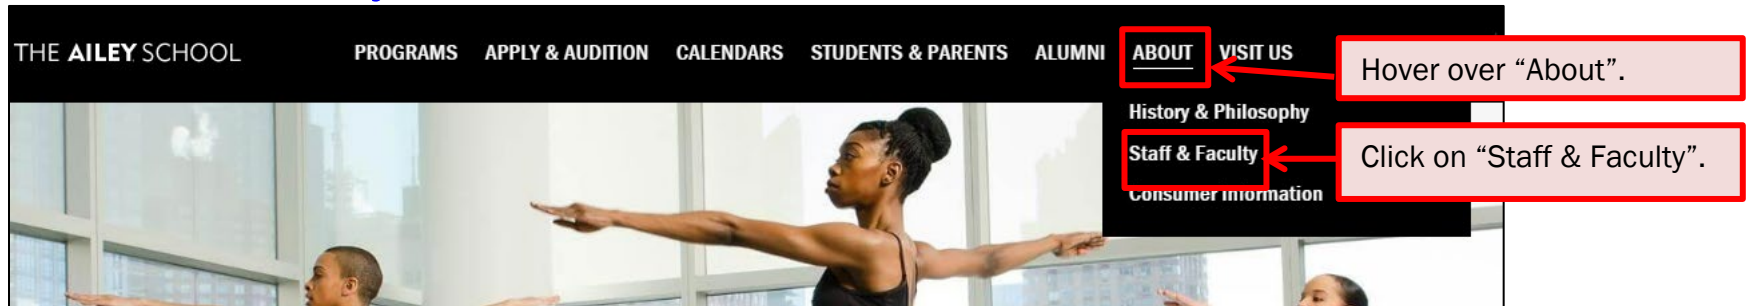 THE AILEY SCHOOL PROGRAMS APPLY & AUDITION CALENDARS STUDENTS & PARENTS ALUMNI ABOUT VISIT US
Hover over “About”.
History & Philosophy
Staff & Faculty
Click on “Staff & Faculty”.
Consumer Information